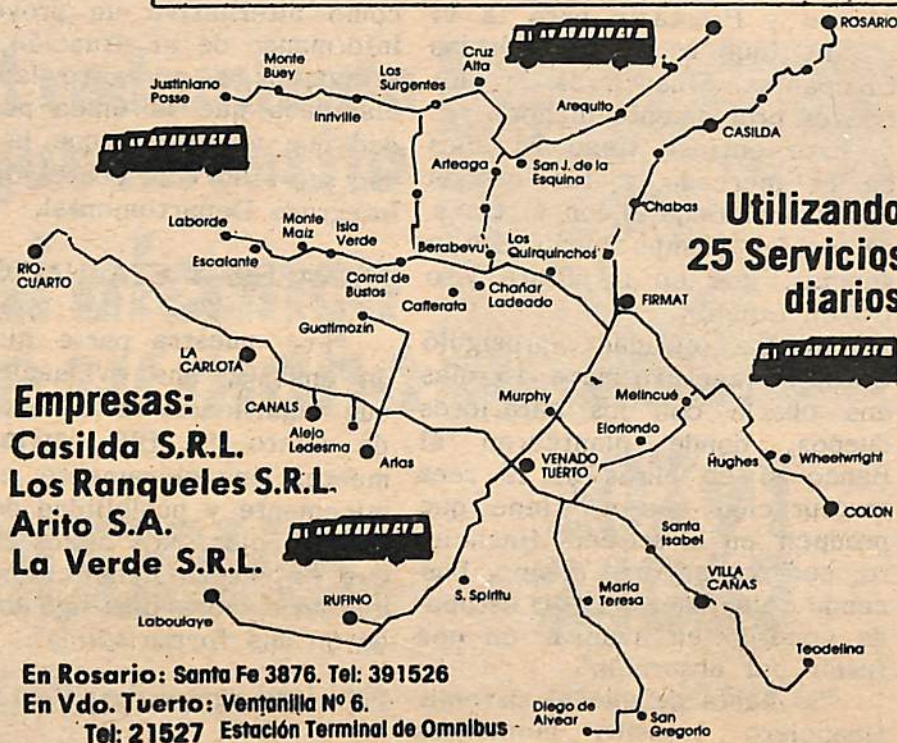 ROSARIO
Cruz
Alta
Monte
Buey
Los
Surgentes
Justiniano
Posse
Inriville
Arequito
CASILDA
Arteaga
San J. de la
Esquina
Chabas
Utilizando
25 Servicios
diarios
Laborde
Monte
Maiz
Isla
Verde
Escalante
Berabevu
Los
Quirquinchos
RIO
CUARTO
Corral de
Bustos
Cafferata
Chañar
Ladeado
FIRMAT
Guatimozín
LA
CARLOTA
Murphy
Melincué
Elortondo
CANALS
Alejo
Ledesma
Arias
VENADO
TUERTO
Hughes
Wheelwright
COLON
Empresas:
Casilda S.R.L.
Los Ranqueles S.R.L.
Arito S.A.
La Verde S.R.L.
Santa
Isabel
VILLA
CAÑAS
S. Spiritu
María
Teresa
Laboulaye
RUFINO
Teodelina
Diego de
Alvear
San
Gregorio
En Rosario: Santa Fe 3876. Tel: 391526
En Vdo. Tuerto: Ventanilla Nº 6.
Tel: 21527 Estación Terminal de Omnibus